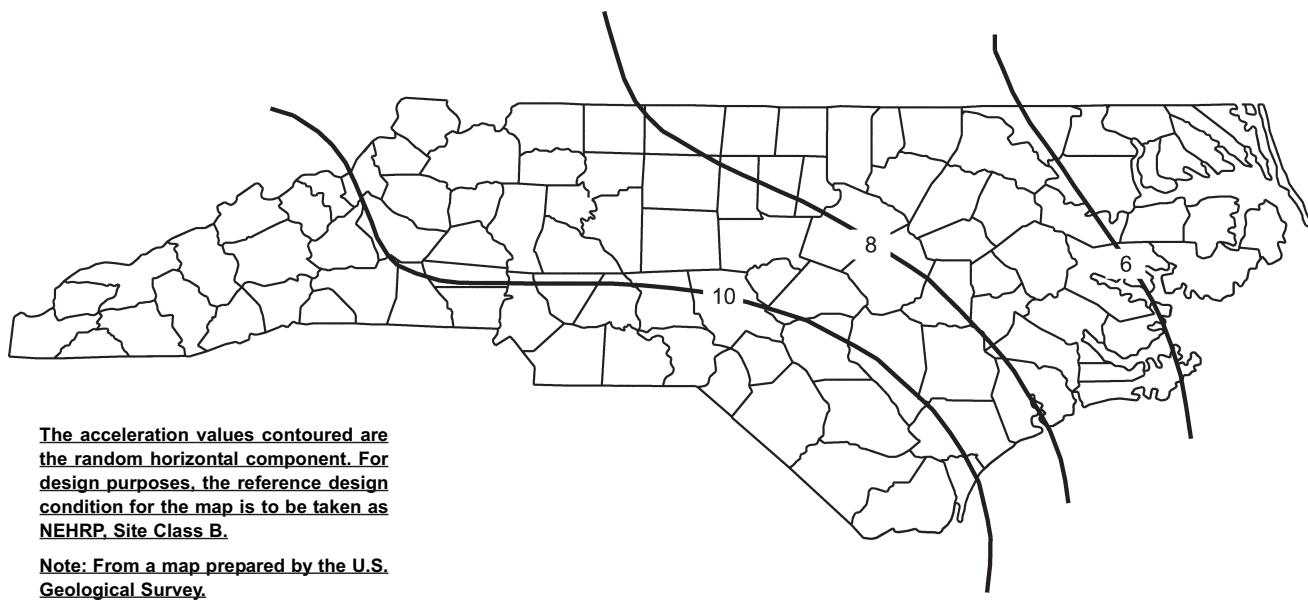 8
6
10
The acceleration values contoured are
the random horizontal component. For
design purposes, the reference design
condition for the map is to be taken as
NEHRP, Site Class B.
Note: From a map prepared by the U.S.
Geological Survey.